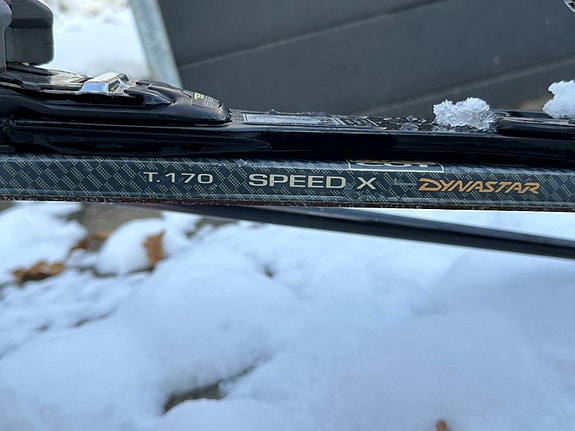 T.170 SPEED X DYNASTAR